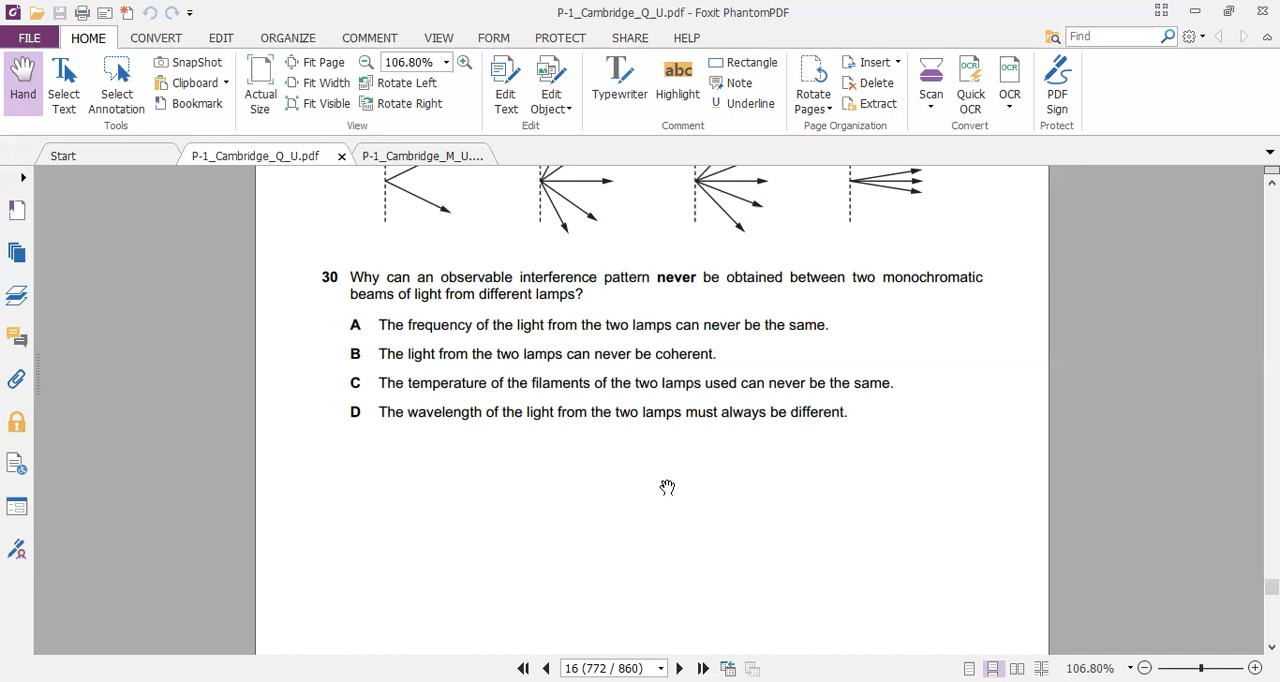 P-1_Cambridge_Q_U.pdf - Foxit PhantomPDF
FILE HOME CONVERT EDIT ORGANIZE COMMENT VIEW FORM PROTECT SHARE HELP Find
Hand
Select Text
Select Annotation
SnapShot
Clipboard
Bookmark
Tools
Actual Size
Fit Page
Fit Width
Fit Visible
106.80%
Rotate Left
Rotate Right
View
Edit Text
Edit Object
Edit
Typewriter
abc
Highlight
Rectangle
Note
U Underline
Comment
Rotate Pages
Insert
Delete
Extract
Page Organization
Scan
OCR
Quick OCR
OCR
OCR
Convert
PDF Sign
Protect
Start P-1_Cambridge_Q_U.pdf P-1_Cambridge_M_U....
30 Why can an observable interference pattern never be obtained between two monochromatic
beams of light from different lamps?
A The frequency of the light from the two lamps can never be the same.
B The light from the two lamps can never be coherent.
C The temperature of the filaments of the two lamps used can never be the same.
D The wavelength of the light from the two lamps must always be different.
16 (772 / 860) 106.80%